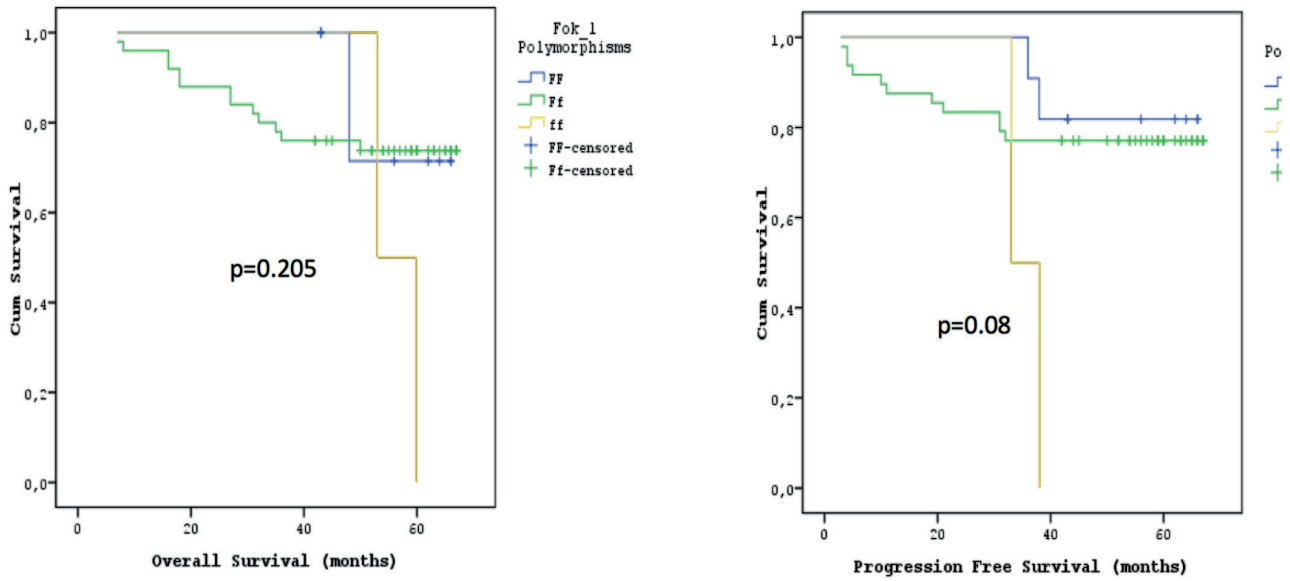 Fok_1
Polymorphisms
FF
Ff
ff
FF-censored
Ff-censored
1,0
0,8
0,6
0,4
0,2
0,0
Cum Survival
p=0.205
0 20 40 60
Overall Survival (months)
Po
1,0
0,8
0,6
0,4
0,2
0,0
Cum Survival
p=0.08
0 20 40 60
Progression Free Survival (months)